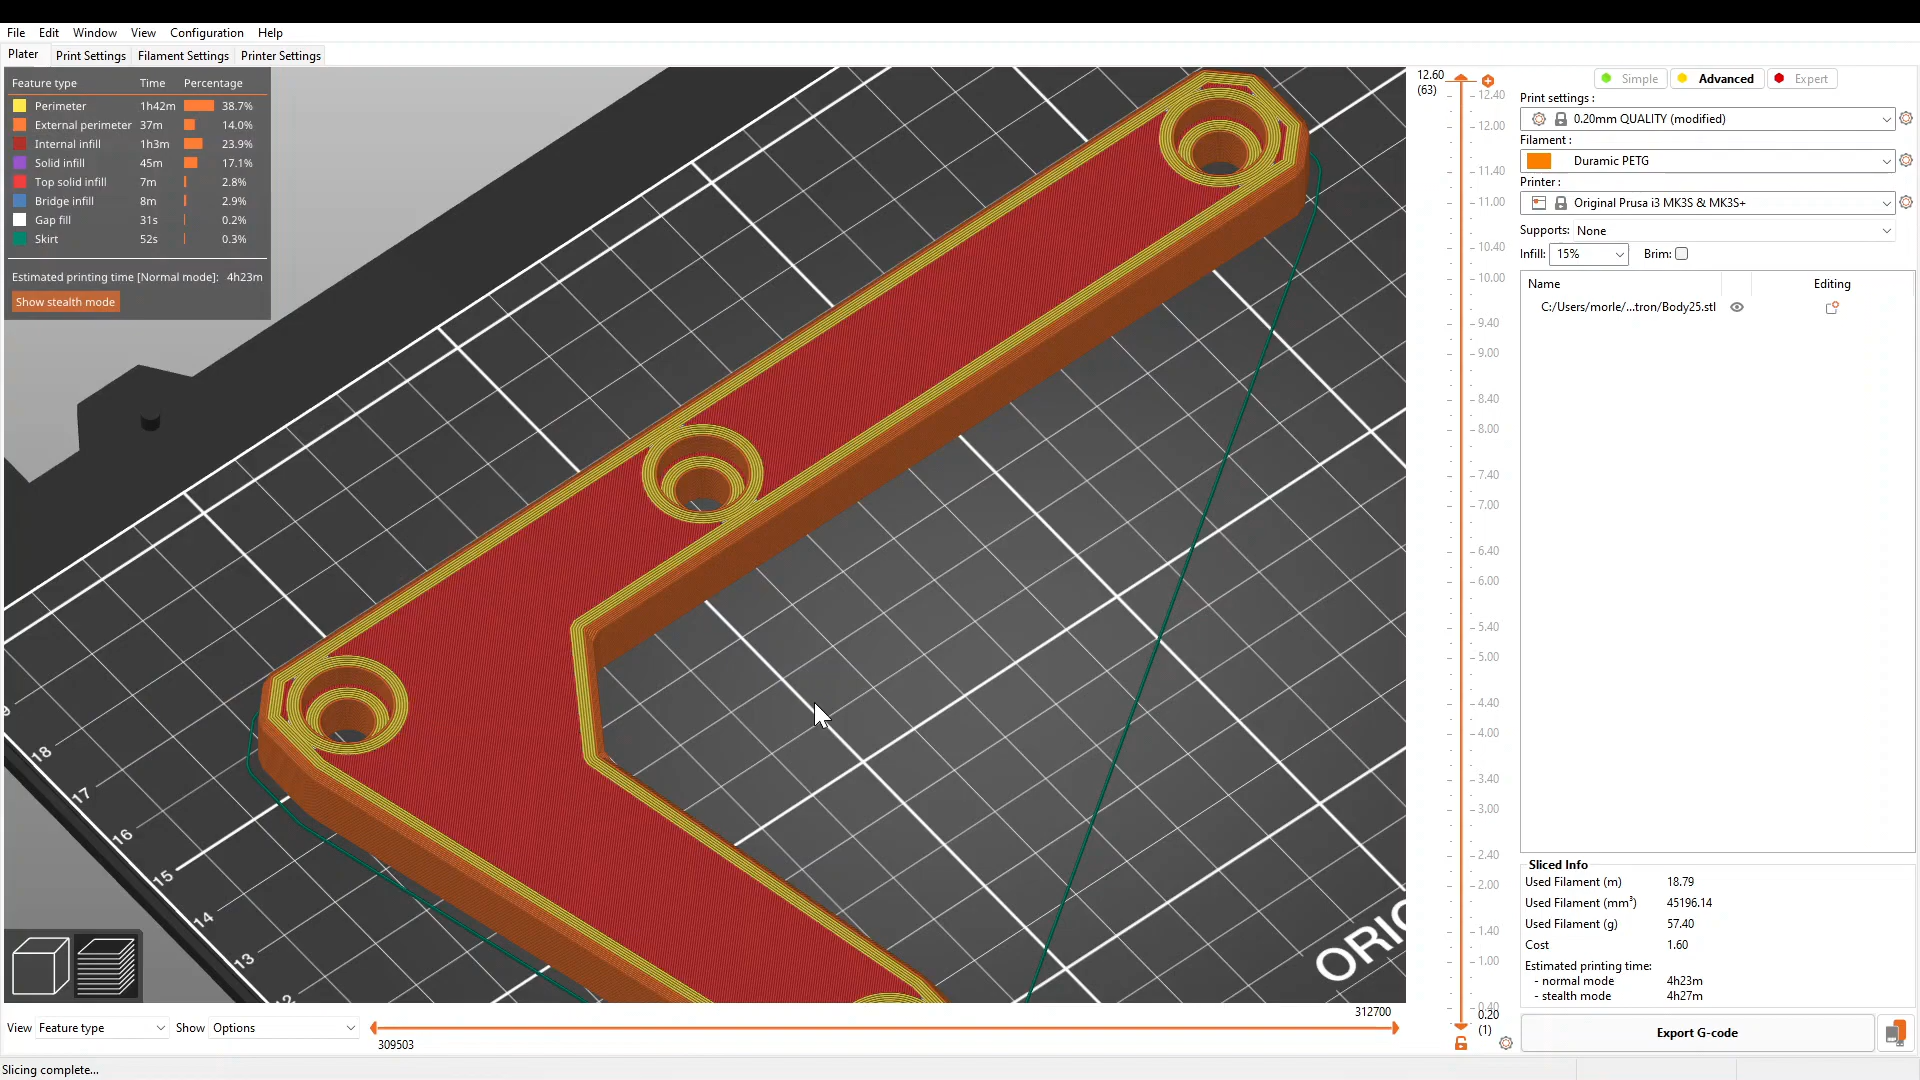 File Edit Window View Configuration Help
Plater Print Settings Filament Settings Printer Settings
Feature type Time Percentage
Perimeter 1h42m 38.7%
External perimeter 37m 14.0%
Internal infill 1h3m 23.9%
Solid infill 45m 17.1%
Top solid infill 7m 2.8%
Bridge infill 8m 2.9%
Gap fill 31s 0.2%
Skirt 52s 0.3%
Estimated printing time [Normal mode]: 4h23m
Show stealth mode
18
17
16
15
14
13
12
ORIG
12.60
(63)
12.40
12.00
11.40
11.00
10.40
10.00
9.40
9.00
8.40
8.00
7.40
7.00
6.40
6.00
5.40
5.00
4.40
4.00
3.40
3.00
2.40
2.00
1.40
1.00
0.40
0.20
(1)
Simple Advanced Expert
Print settings :
0.20mm QUALITY (modified)
Filament :
Duramic PETG
Printer :
Original Prusa i3 MK3S & MK3S+
Supports: None
Infill: 15% Brim:
Name Editing
C:/Users/morle/...tron/Body25.stl
Sliced Info
Used Filament (m) 18.79
Used Filament (mm³) 45196.14
Used Filament (g) 57.40
Cost 1.60
Estimated printing time:
- normal mode 4h23m
- stealth mode 4h27m
Export G-code
312700
View Feature type Show Options
309503
Slicing complete...